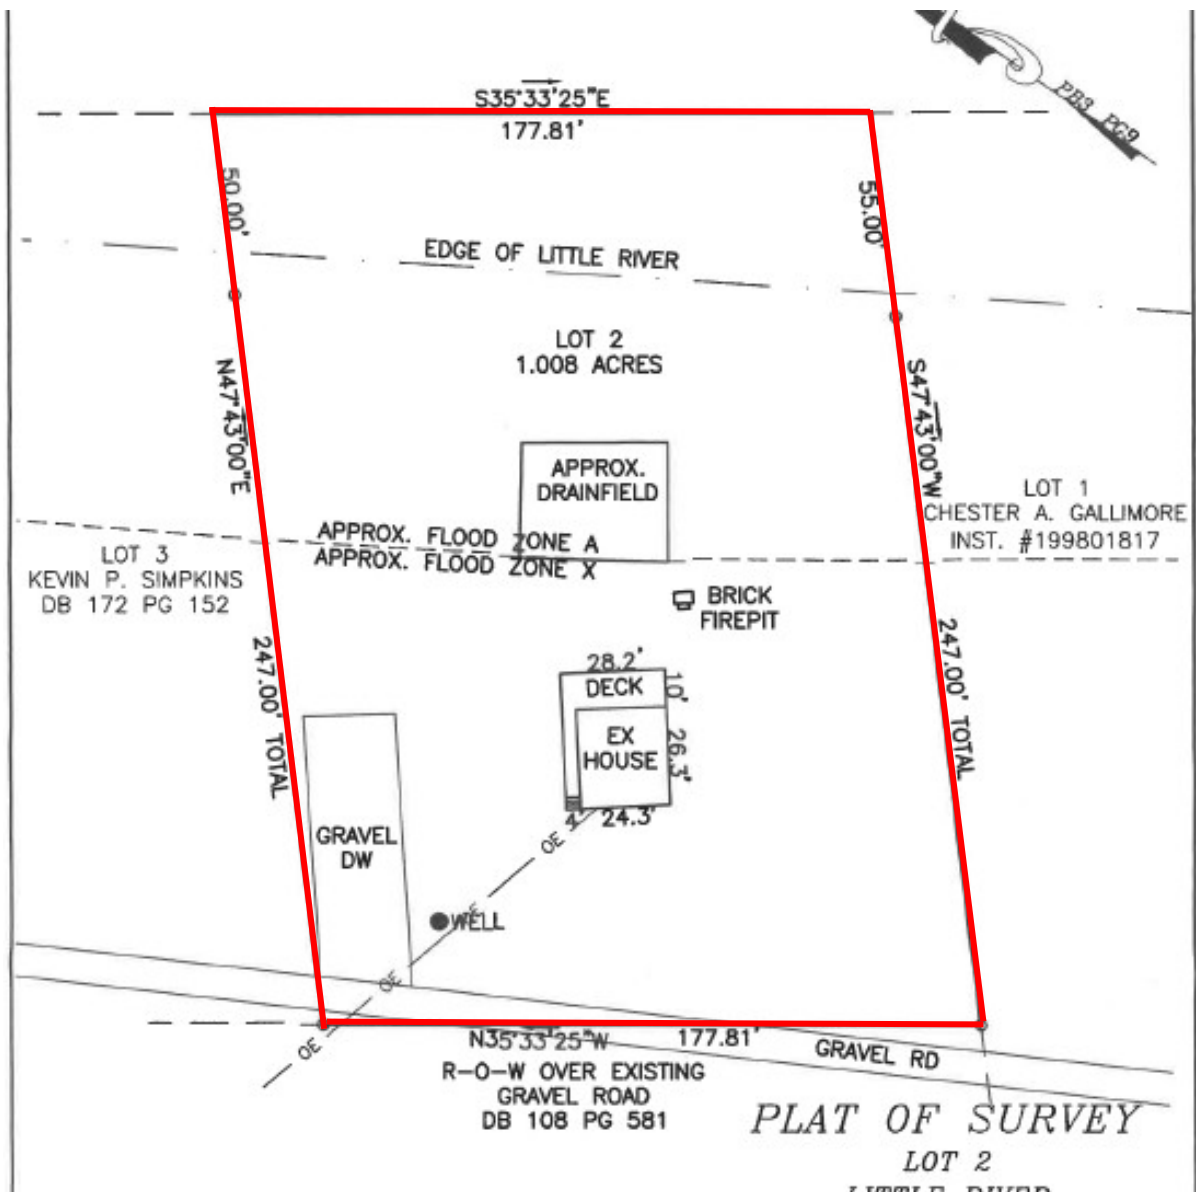 S35°33'25"E
177.81'
PB3 PG9
50.00'
55.00'
EDGE OF LITTLE RIVER
LOT 2
1.008 ACRES
N47°43'00"E
S47°43'00"W
APPROX.
DRAINFIELD
LOT 1
CHESTER A. GALLIMORE
INST. #199801817
APPROX. FLOOD ZONE A
APPROX. FLOOD ZONE X
LOT 3
KEVIN P. SIMPKINS
DB 172 PG 152
BRICK
FIREPIT
247.00' TOTAL
247.00' TOTAL
28.2'
DECK
10'
EX
HOUSE
26.3'
4' 24.3'
OE
GRAVEL
DW
WELL
OE
OE
N35°33'25"W 177.81'
GRAVEL RD
R-O-W OVER EXISTING
GRAVEL ROAD
DB 108 PG 581
PLAT OF SURVEY
LOT 2
LITTLE RIVER